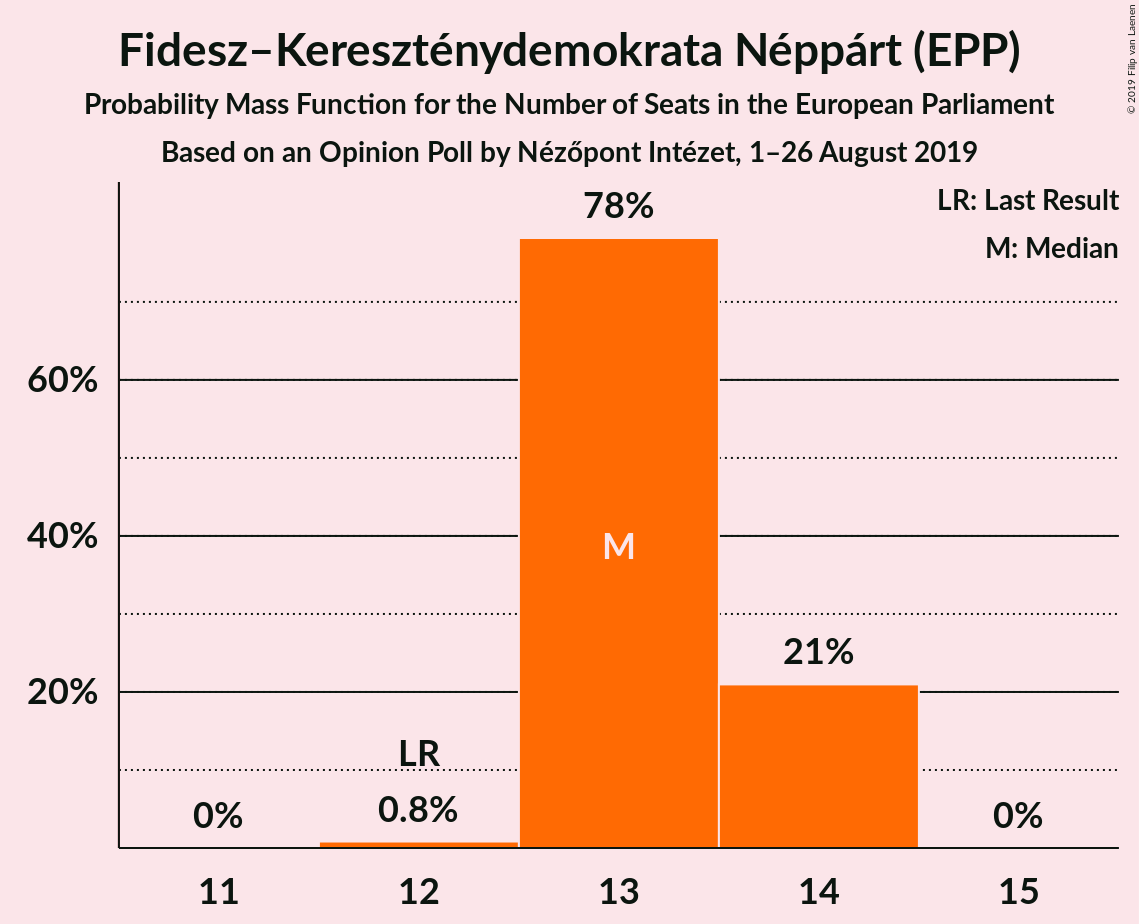 Fidesz–Kereszténydemokrata Néppárt (EPP)
Probability Mass Function for the Number of Seats in the European Parliament
Based on an Opinion Poll by Nézőpont Intézet, 1–26 August 2019
© 2019 Filip van Laenen
LR: Last Result
M: Median
78%
60%
40%
M
21%
20%
LR
0%
0.8%
0%
11
12
13
14
15